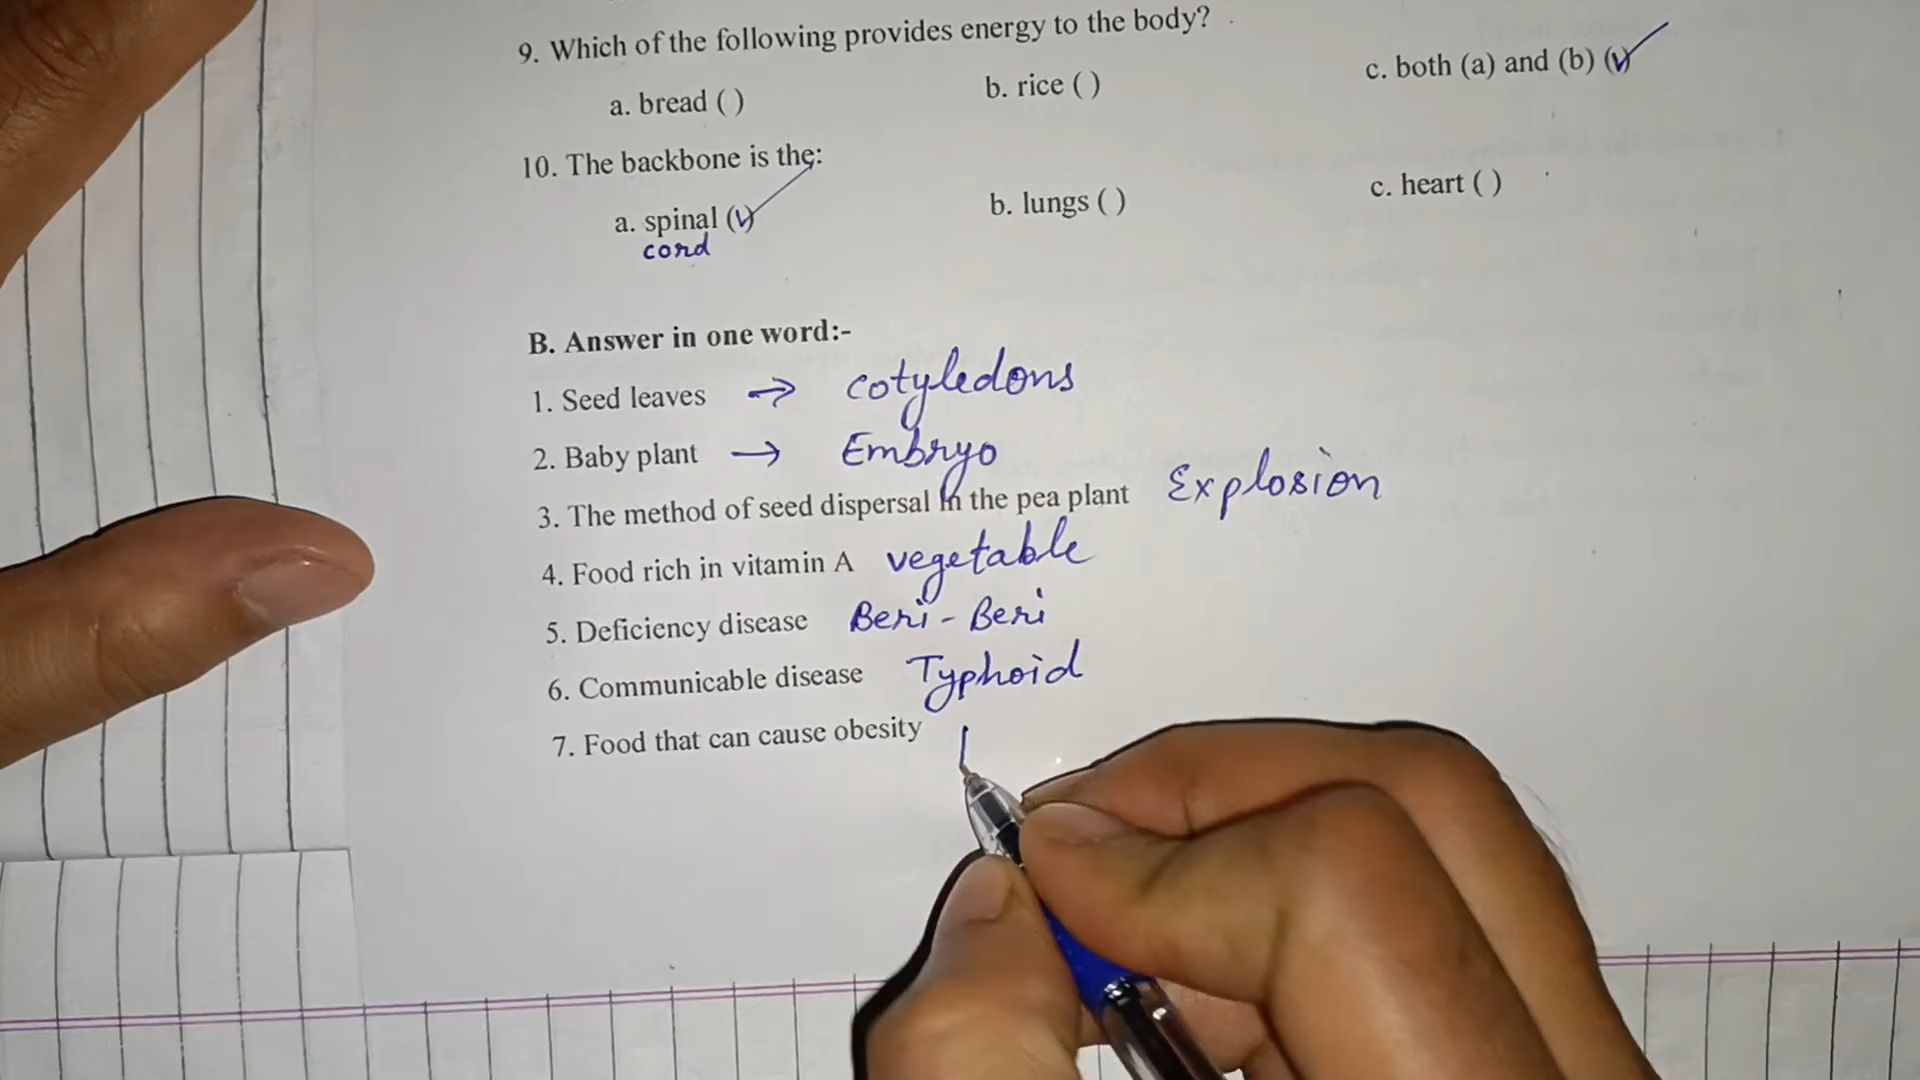 9. Which of the following provides energy to the body?
a. bread ( ) b. rice ( ) c. both (a) and (b) (✓)
10. The backbone is the:
a. spinal (✓) b. lungs ( ) c. heart ( )
cord
B. Answer in one word:-
1. Seed leaves → cotyledons
2. Baby plant → Embryo
3. The method of seed dispersal in the pea plant Explosion
4. Food rich in vitamin A vegetable
5. Deficiency disease Beri - Beri
6. Communicable disease Typhoid
7. Food that can cause obesity